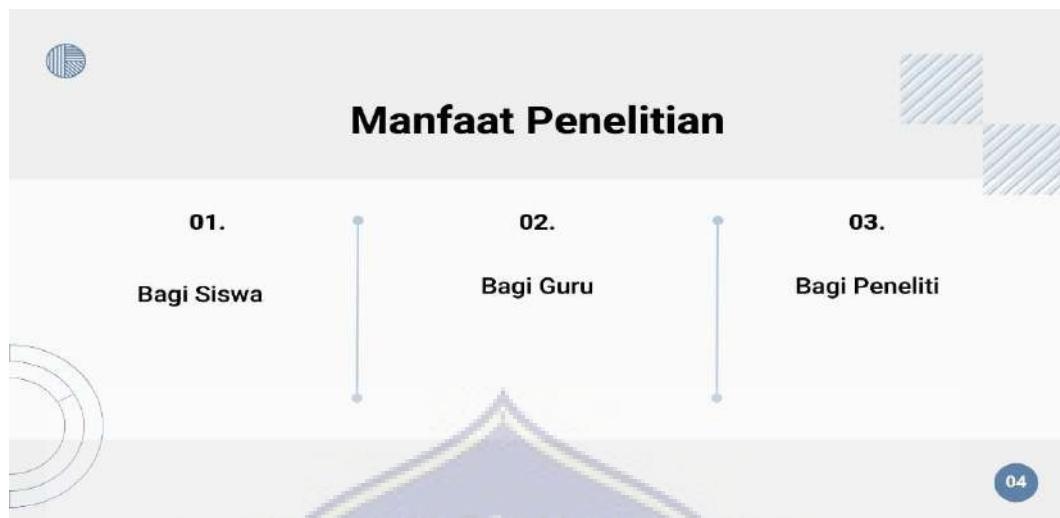 Manfaat Penelitian
01.
Bagi Siswa
02.
Bagi Guru
03.
Bagi Peneliti
04